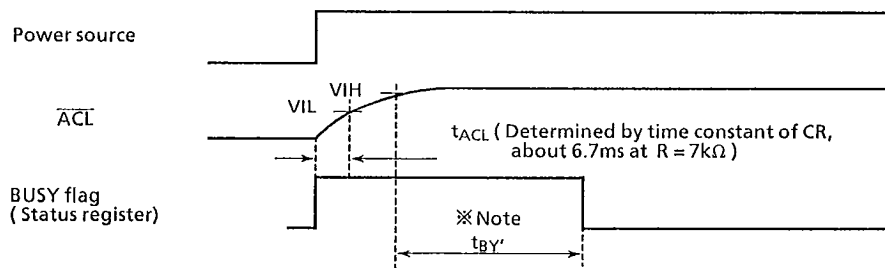 Power source
VIL VIH
ACL
tACL ( Determined by time constant of CR,
about 6.7ms at R = 7kΩ )
BUSY flag
( Status register)
※ Note
tBY'